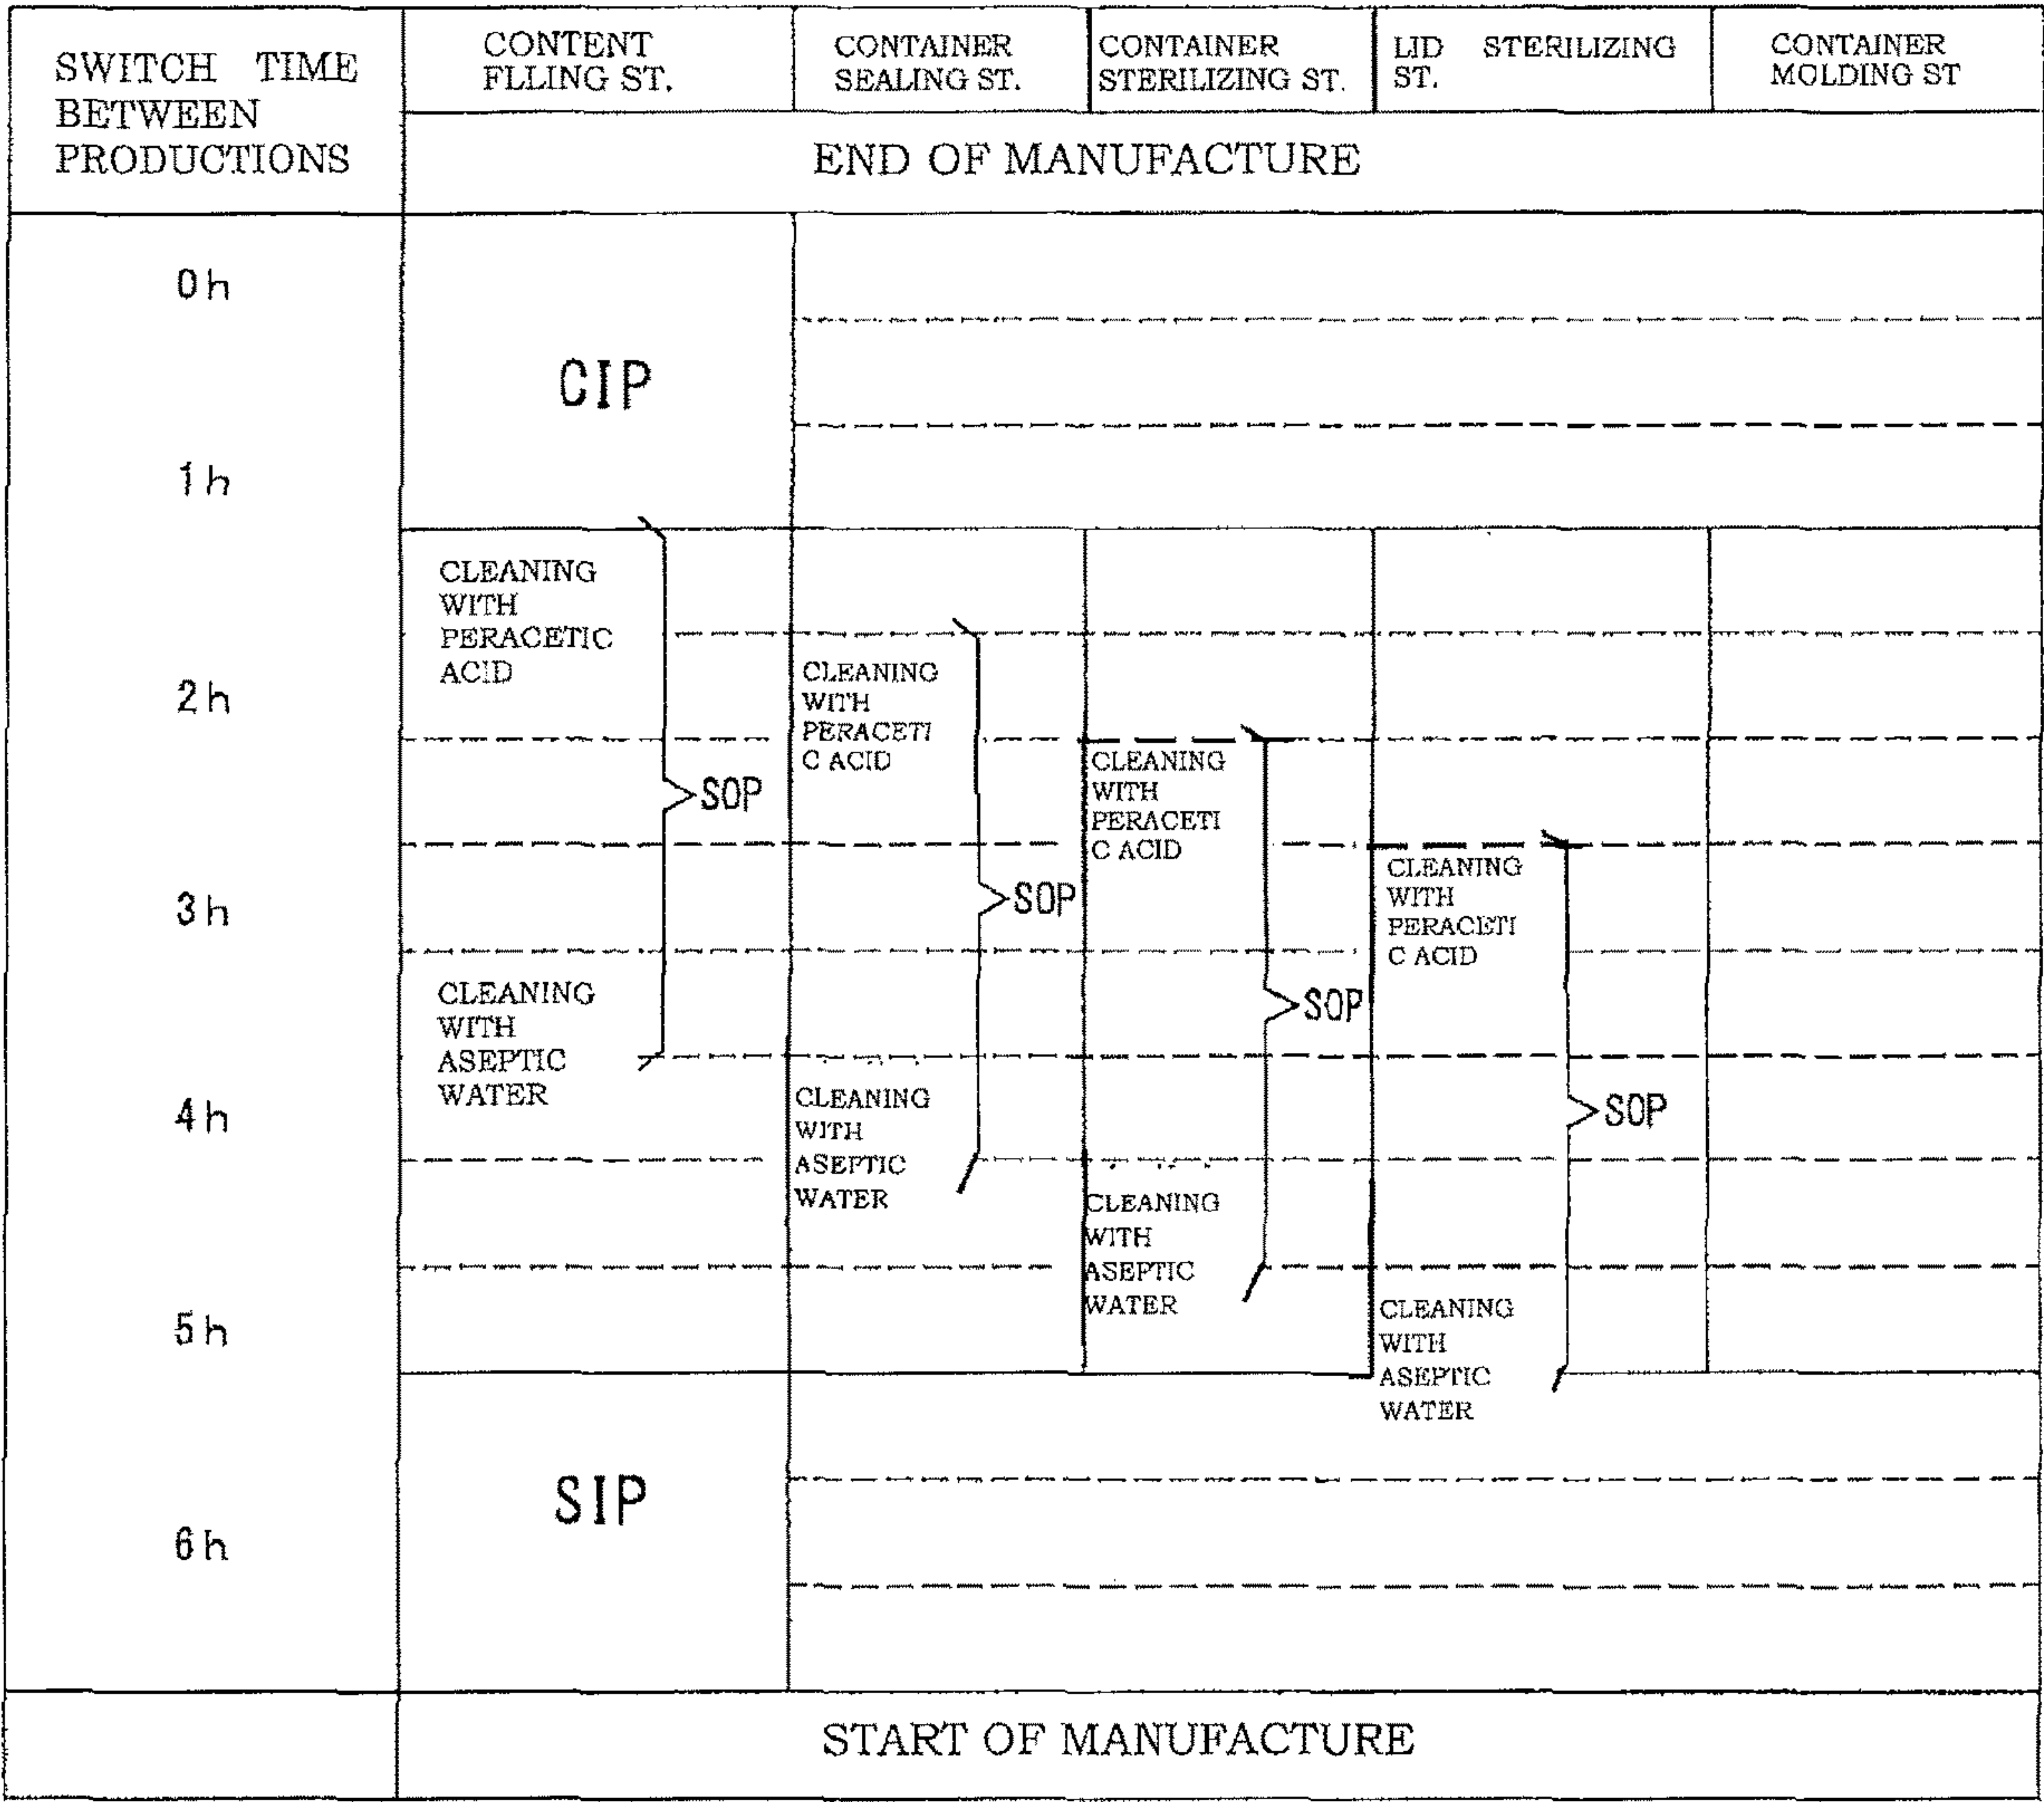 SWITCH TIME
BETWEEN
PRODUCTIONS
CONTENT
FLLING ST.
CONTAINER
SEALING ST.
CONTAINER
STERILIZING ST.
LID STERILIZING
ST.
CONTAINER
MOLDING ST
END OF MANUFACTURE
0h
CIP
1h
CLEANING
WITH
PERACETIC
ACID
2h
CLEANING
WITH
PERACETI
C ACID
CLEANING
WITH
PERACETI
C ACID
SOP
3h
SOP
CLEANING
WITH
PERACETI
C ACID
CLEANING
WITH
ASEPTIC
WATER
SOP
4h
CLEANING
WITH
ASEPTIC
WATER
SOP
CLEANING
WITH
ASEPTIC
WATER
5h
CLEANING
WITH
ASEPTIC
WATER
SIP
6h
START OF MANUFACTURE